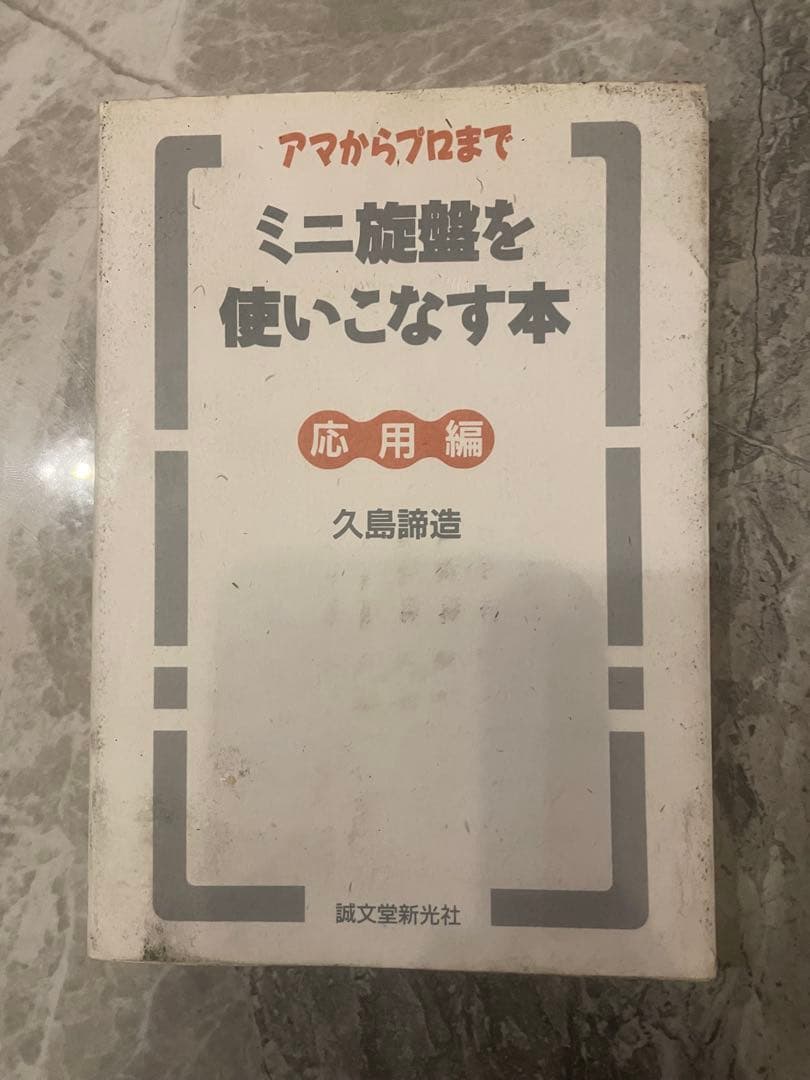 アマからプロまで
ミニ旋盤を
使いこなす本
応用編
久島諦造
誠文堂新光社